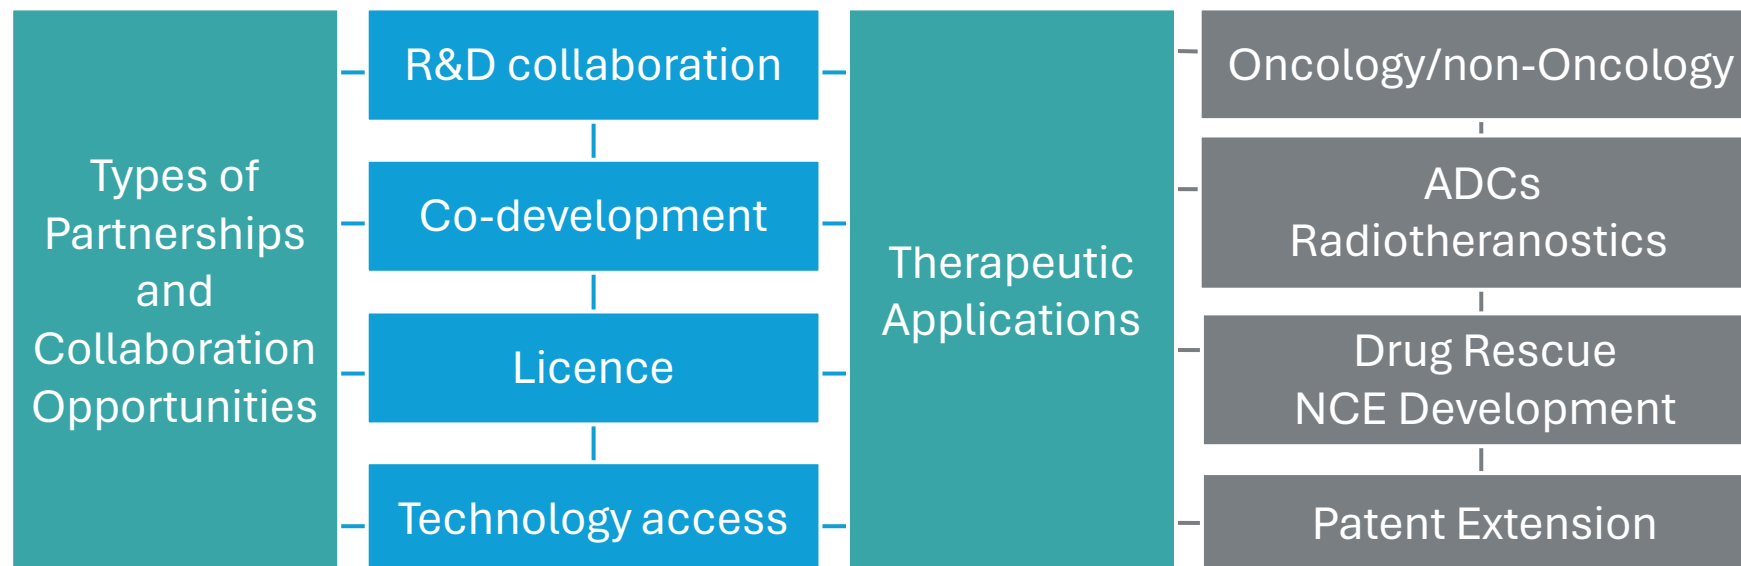 Types of
Partnerships
and
Collaboration
Opportunities
R&D collaboration
Co-development
Licence
Technology access
Therapeutic
Applications
Oncology/non-Oncology
ADCs
Radiotheranostics
Drug Rescue
NCE Development
Patent Extension